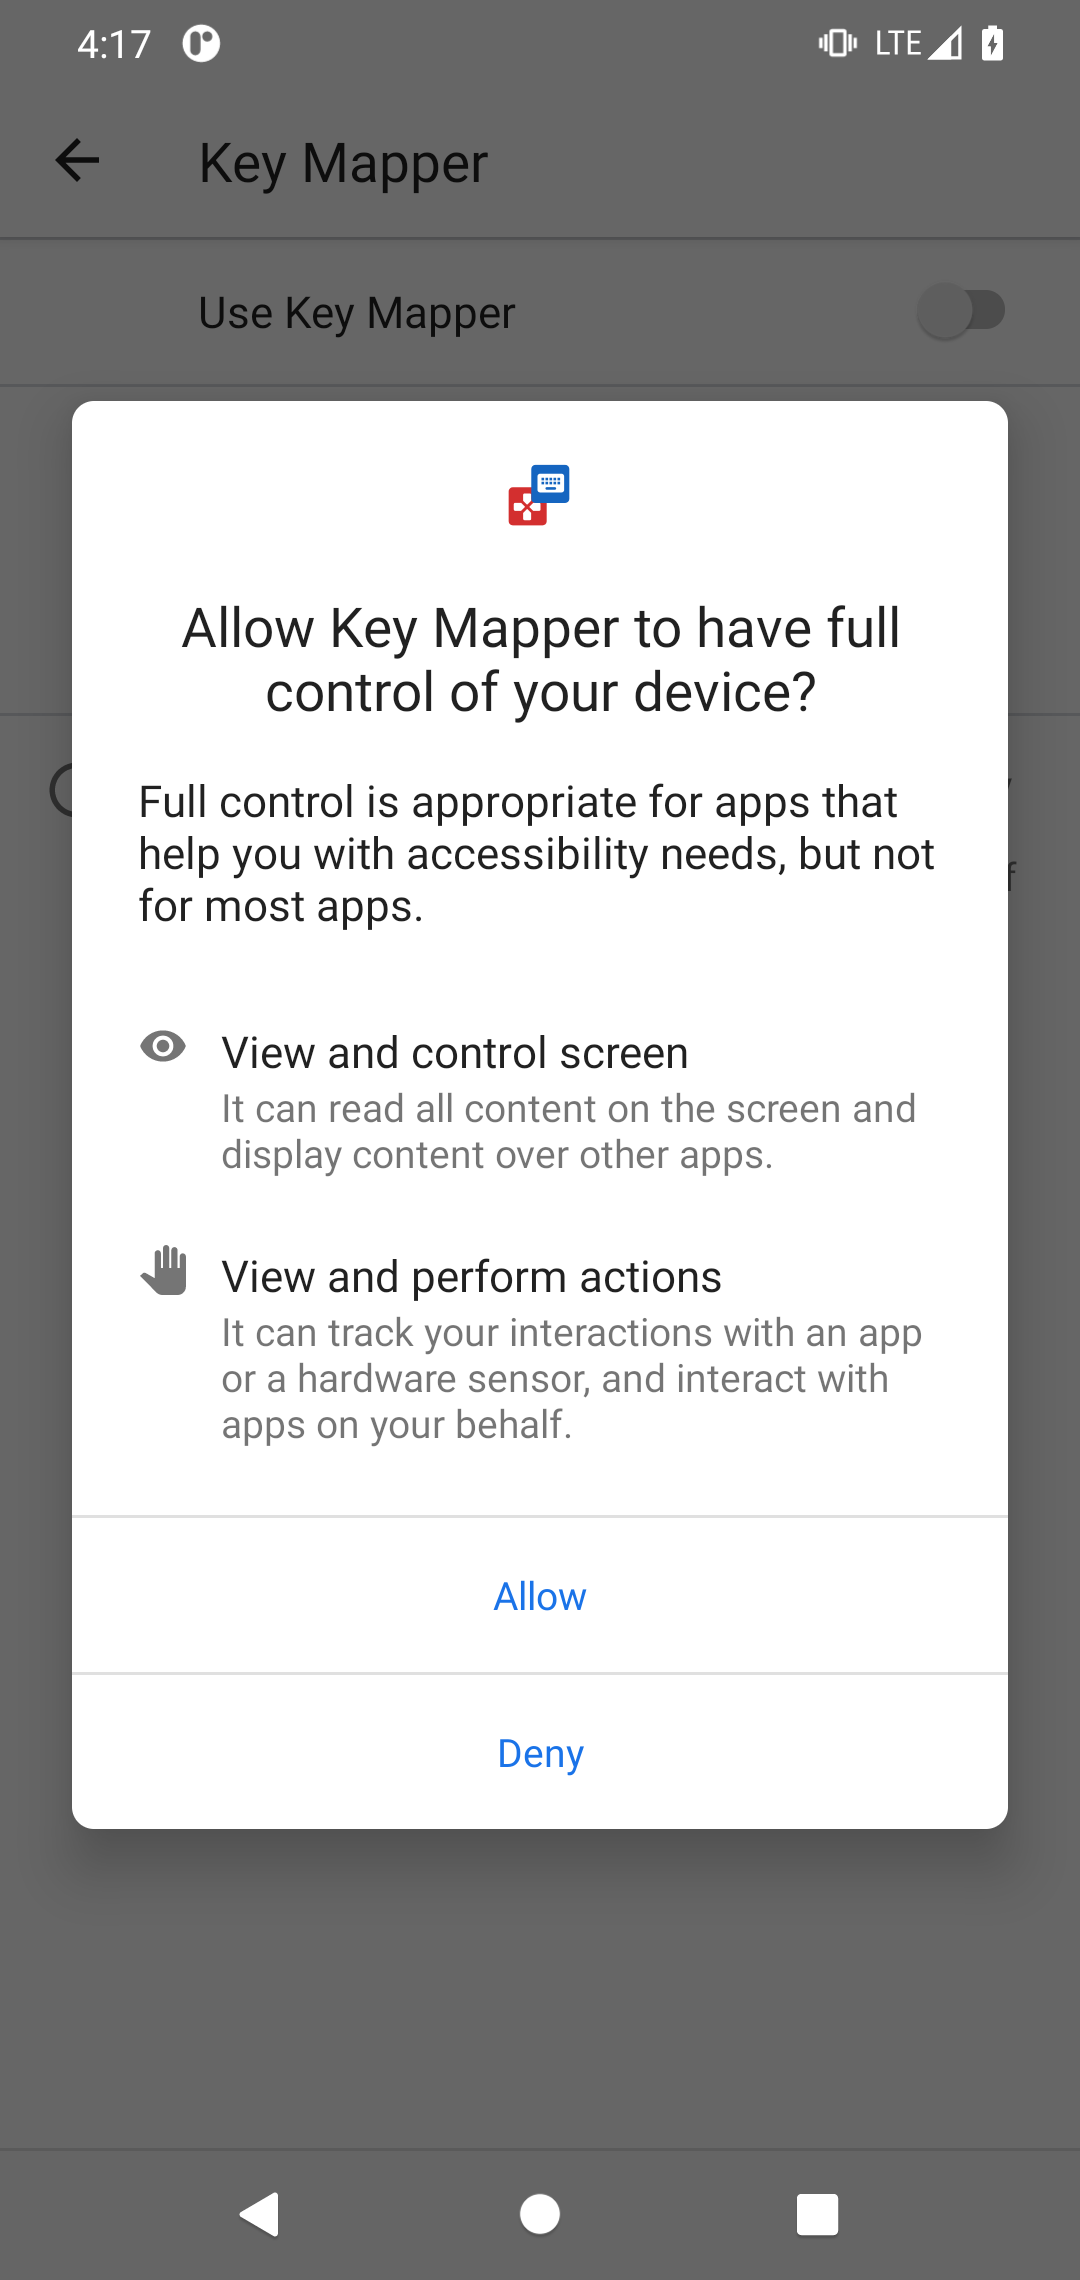 4:17
LTE
Key Mapper
Use Key Mapper
Allow Key Mapper to have full
control of your device?
Full control is appropriate for apps that
help you with accessibility needs, but not
for most apps.
View and control screen
It can read all content on the screen and
display content over other apps.
View and perform actions
It can track your interactions with an app
or a hardware sensor, and interact with
apps on your behalf.
Allow
Deny